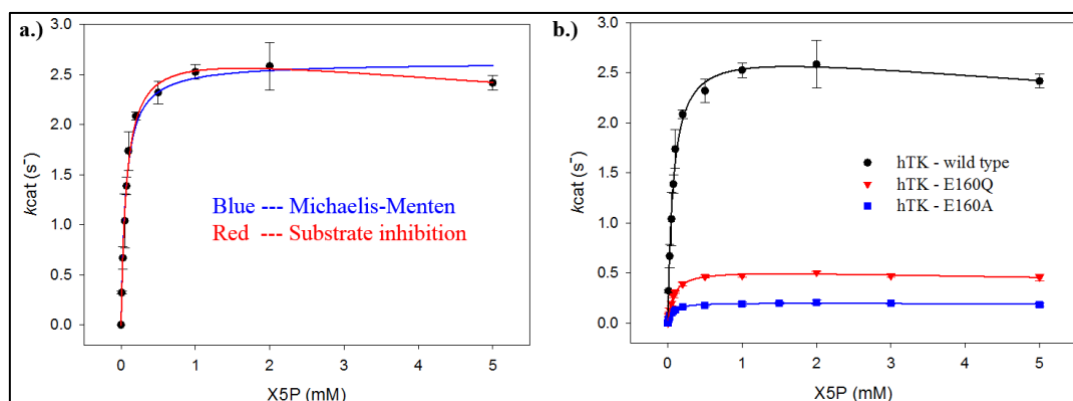 a.)
3.0
2.5
2.0
1.5
1.0
0.5
0.0
kcat (s⁻)
Blue --- Michaelis-Menten
Red --- Substrate inhibition
0 1 2 3 4 5
X5P (mM)
b.)
3.0
2.5
2.0
1.5
1.0
0.5
0.0
kcat (s⁻)
hTK - wild type
hTK - E160Q
hTK - E160A
0 1 2 3 4 5
X5P (mM)